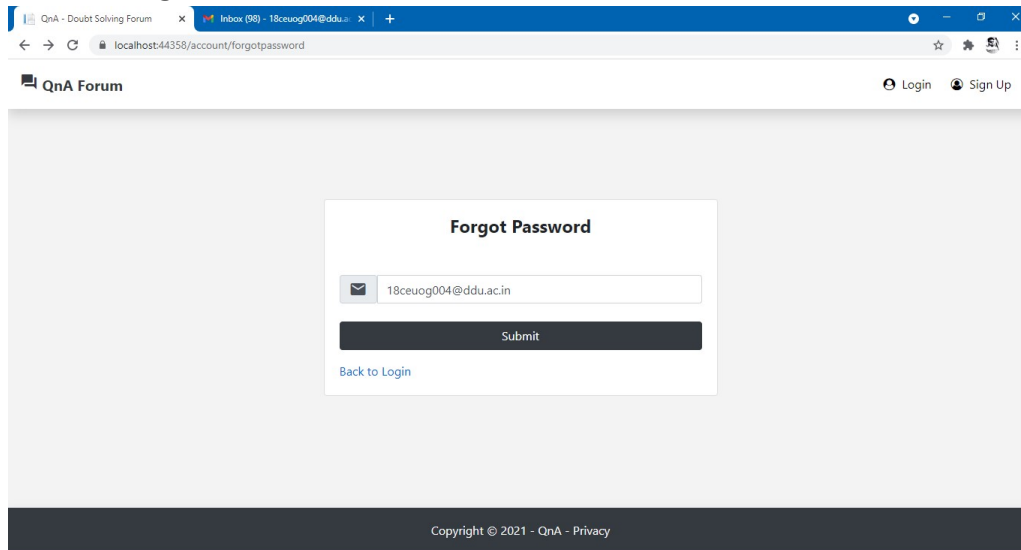 QnA - Doubt Solving Forum
Inbox (98) - 18ceuog004@ddu.ac
localhost:44358/account/forgotpassword
QnA Forum
Login
Sign Up
Forgot Password
18ceuog004@ddu.ac.in
Submit
Back to Login
Copyright © 2021 - QnA - Privacy